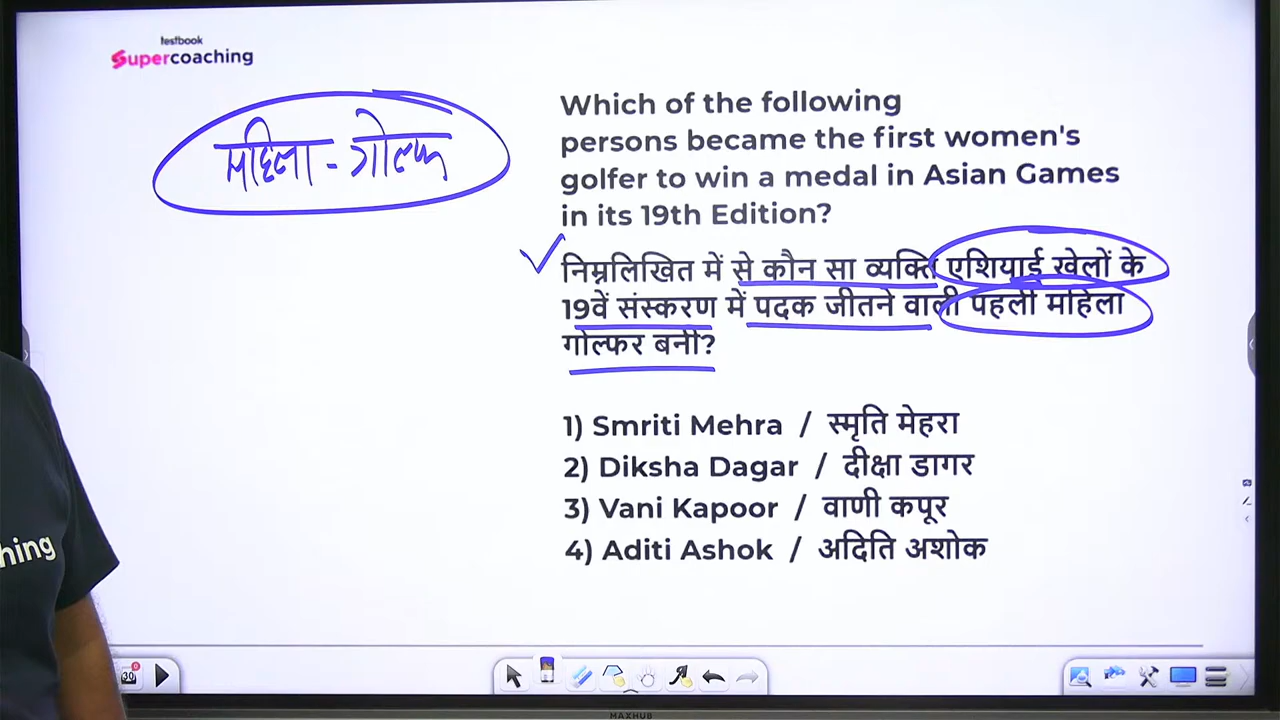 testbook
Supercoaching
महिला - गोल्फ
Which of the following
persons became the first women's
golfer to win a medal in Asian Games
in its 19th Edition?
निम्नलिखित में से कौन सा व्यक्ति एशियाई खेलों के
19वें संस्करण में पदक जीतने वाली पहली महिला
गोल्फर बनी?
1) Smriti Mehra / स्मृति मेहरा
2) Diksha Dagar / दीक्षा डागर
3) Vani Kapoor / वाणी कपूर
4) Aditi Ashok / अदिति अशोक
hing
30
MAXHUB